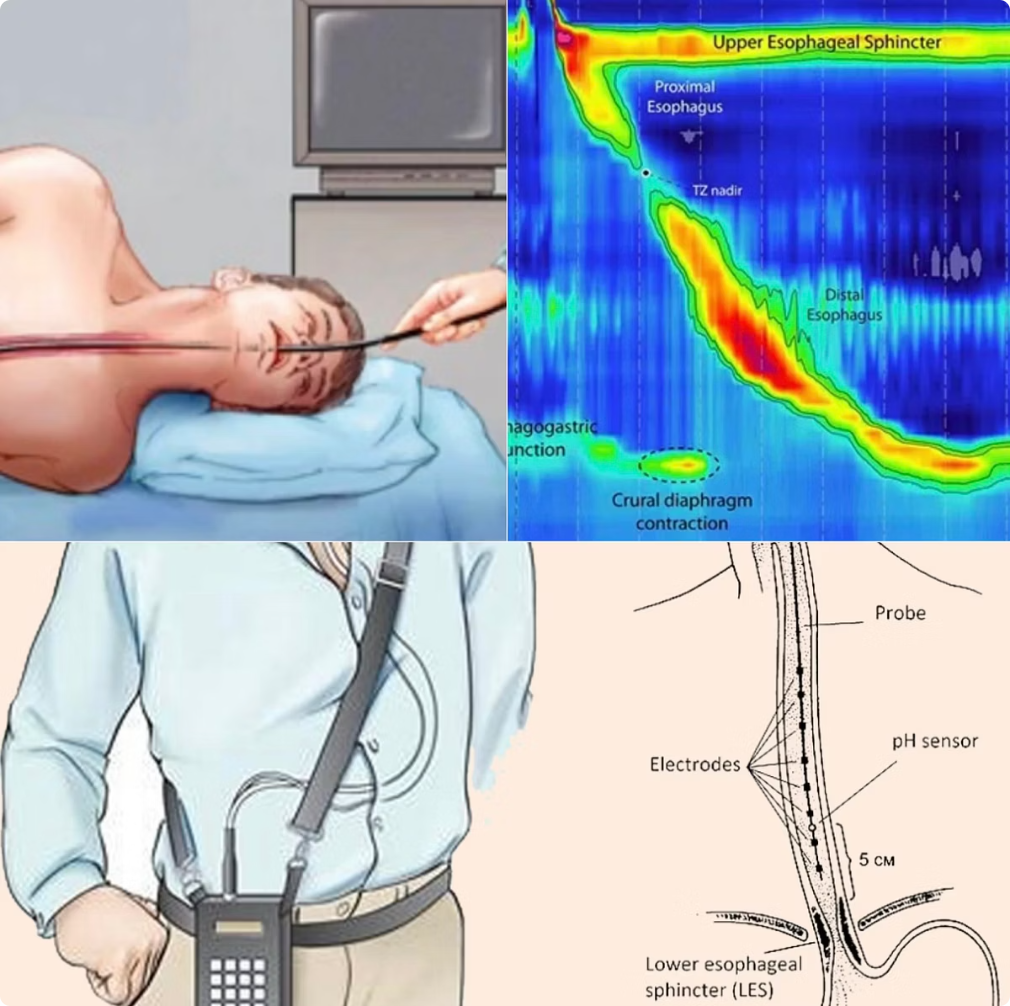 Upper Esophageal Sphincter
Proximal
Esophagus
TZ nadir
Distal
Esophagus
nagogastric
unction
Crural diaphragm
contraction
Probe
pH sensor
Electrodes
5 см
Lower esophageal
sphincter (LES)